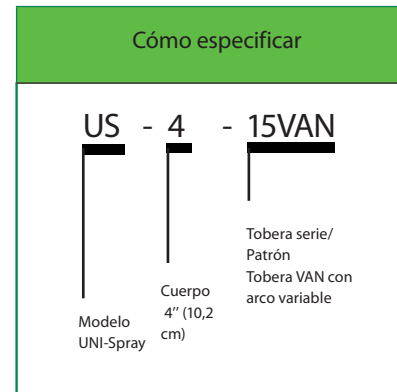 Cómo especificar
US - 4 - 15VAN
Tobera serie/
Patrón
Tobera VAN con
arco variable
Cuerpo
4’’ (10,2
cm)
Modelo
UNI-Spray